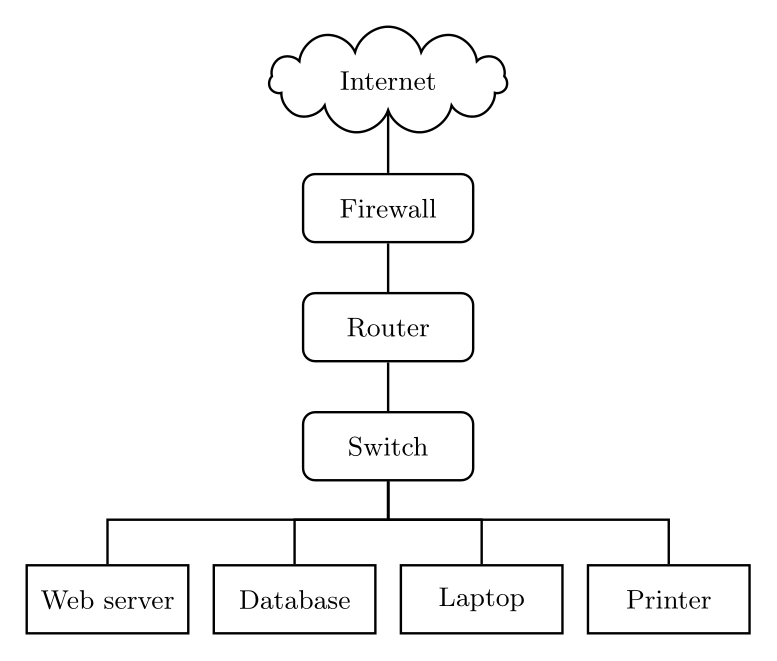 Internet
Firewall
Router
Switch
Web server
Database
Laptop
Printer